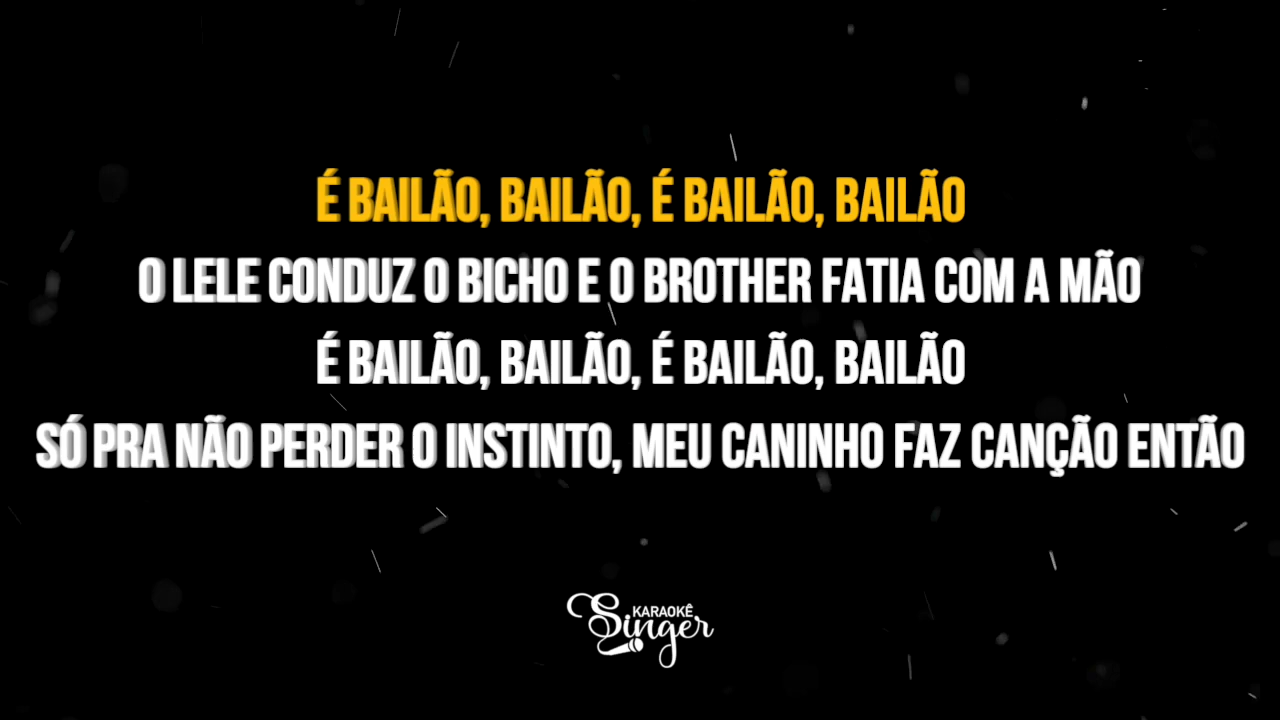 É BAILÃO, BAILÃO, É BAILÃO, BAILÃO
O LELE CONDUZ O BICHO E O BROTHER FATIA COM A MÃO
É BAILÃO, BAILÃO, É BAILÃO, BAILÃO
SÓ PRA NÃO PERDER O INSTINTO, MEU CANINHO FAZ CANÇÃO ENTÃO
KARAOKÊ
Singer